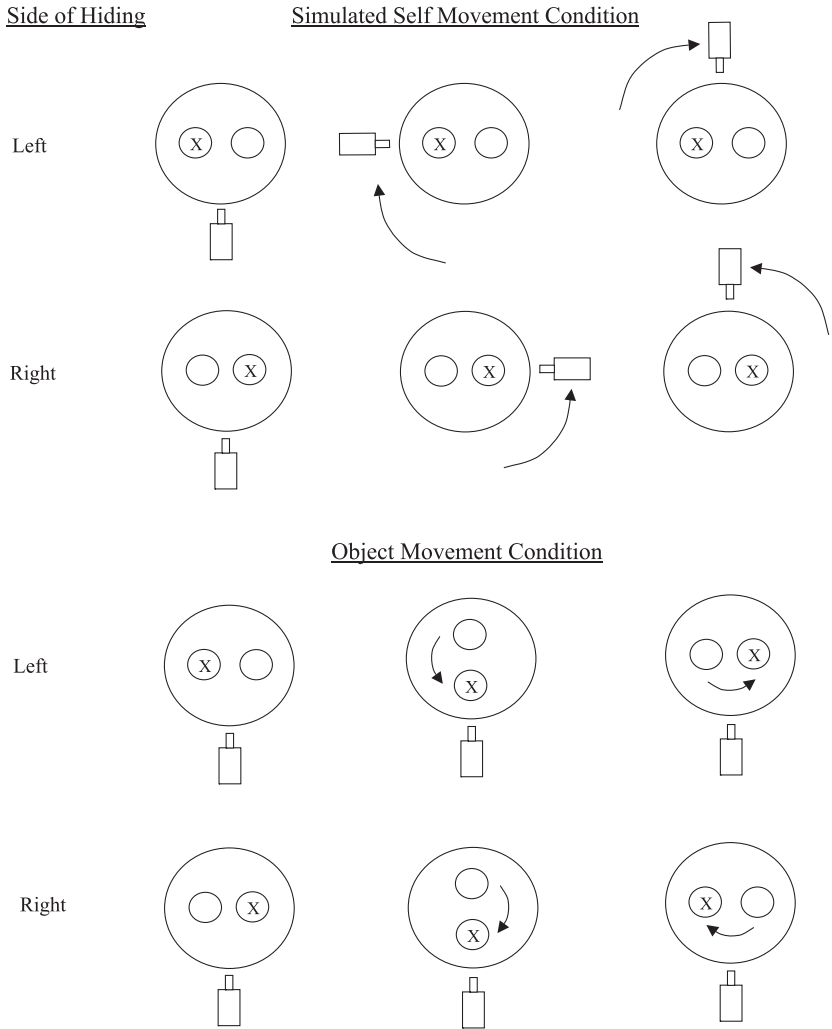 Side of Hiding
Simulated Self Movement Condition
Left
X
X
X
Right
X
X
X
Object Movement Condition
Left
X
X
X
Right
X
X
X